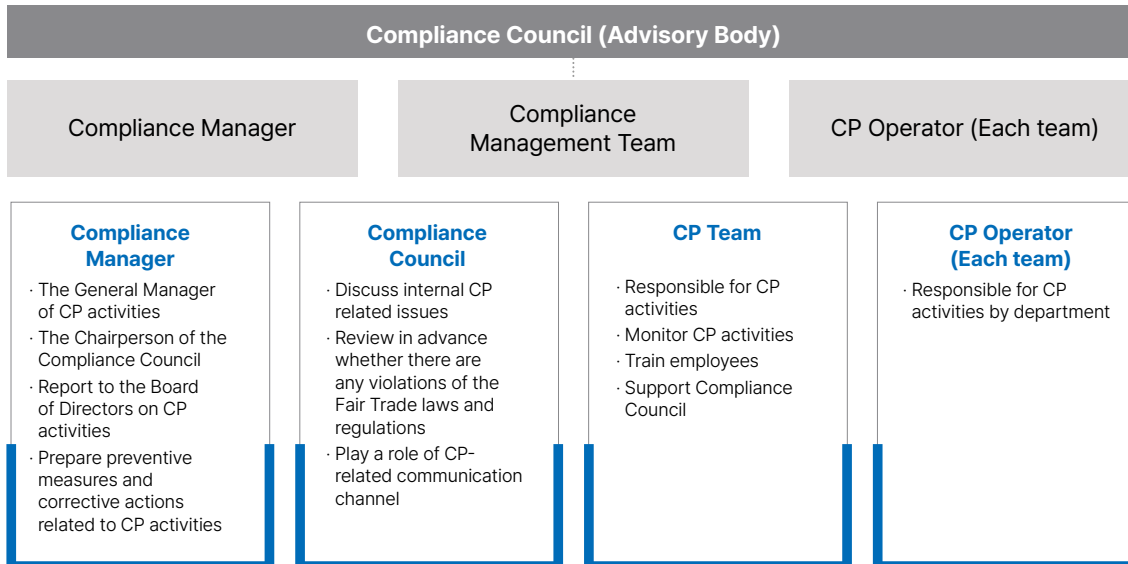 Compliance Council (Advisory Body)
Compliance Manager
Compliance
Management Team
CP Operator (Each team)
Compliance
Manager
· The General Manager
of CP activities
· The Chairperson of the
Compliance Council
· Report to the Board
of Directors on CP
activities
· Prepare preventive
measures and
corrective actions
related to CP activities
Compliance
Council
· Discuss internal CP
related issues
· Review in advance
whether there are
any violations of the
Fair Trade laws and
regulations
· Play a role of CP-
related communication
channel
CP Team
· Responsible for CP
activities
· Monitor CP activities
· Train employees
· Support Compliance
Council
CP Operator
(Each team)
· Responsible for CP
activities by department